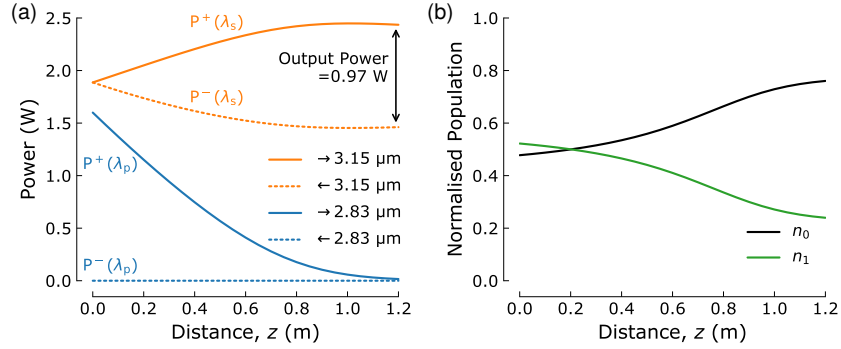 (a)
Power (W)
2.5
2.0
1.5
1.0
0.5
0.0
P⁺(λₛ)
P⁻(λₛ)
P⁺(λₚ)
P⁻(λₚ)
Output Power
=0.97 W
→ 3.15 μm
← 3.15 μm
→ 2.83 μm
← 2.83 μm
0.0 0.2 0.4 0.6 0.8 1.0 1.2
Distance, z (m)
(b)
Normalised Population
1.0
0.8
0.6
0.4
0.2
0.0
n₀
n₁
0.0 0.2 0.4 0.6 0.8 1.0 1.2
Distance, z (m)